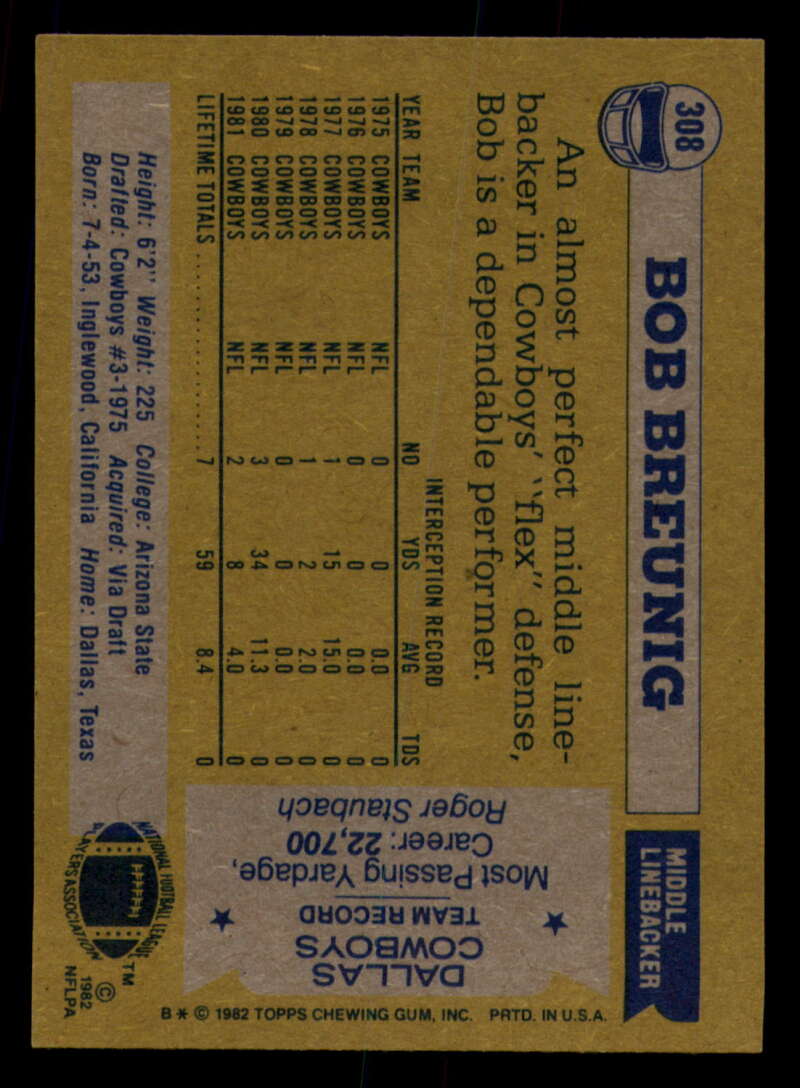 308
BOB BREUNIG
MIDDLE
LINEBACKER
An almost perfect middle line-
backer in Cowboys' "flex" defense,
Bob is a dependable performer.
INTERCEPTION RECORD
YEAR TEAM NO YDS AVG TDS
1975 COWBOYS NFL 0 0 0.0 0
1976 COWBOYS NFL 0 0 0.0 0
1977 COWBOYS NFL 1 15 15.0 0
1978 COWBOYS NFL 1 2 2.0 0
1979 COWBOYS NFL 0 0 0.0 0
1980 COWBOYS NFL 3 34 11.3 0
1981 COWBOYS NFL 2 8 4.0 0
LIFETIME TOTALS . . . . . . . . . . . . 7 59 8.4 0
Height: 6'2" Weight: 225 College: Arizona State
Drafted: Cowboys #3-1975 Acquired: Via Draft
Born: 7-4-53, Inglewood, California Home: Dallas, Texas
DALLAS
COWBOYS
TEAM RECORD
Most Passing Yardage,
Career: 22,700
Roger Staubach
NATIONAL FOOTBALL LEAGUE
PLAYERS ASSOCIATION
TM
©
1982
NFLPA
B * © 1982 TOPPS CHEWING GUM, INC. PRTD. IN U.S.A.